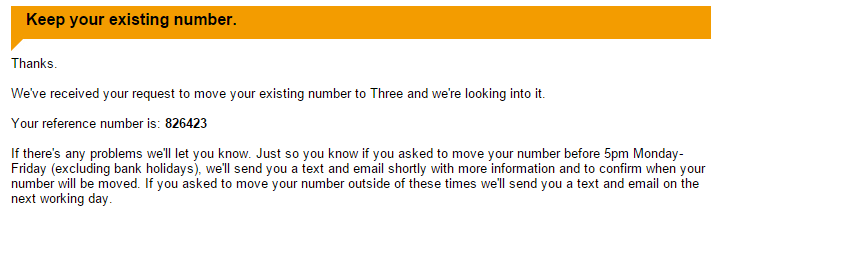 Keep your existing number.
Thanks.
We've received your request to move your existing number to Three and we're looking into it.
Your reference number is: 826423
If there's any problems we'll let you know. Just so you know if you asked to move your number before 5pm Monday-
Friday (excluding bank holidays), we'll send you a text and email shortly with more information and to confirm when your
number will be moved. If you asked to move your number outside of these times we'll send you a text and email on the
next working day.